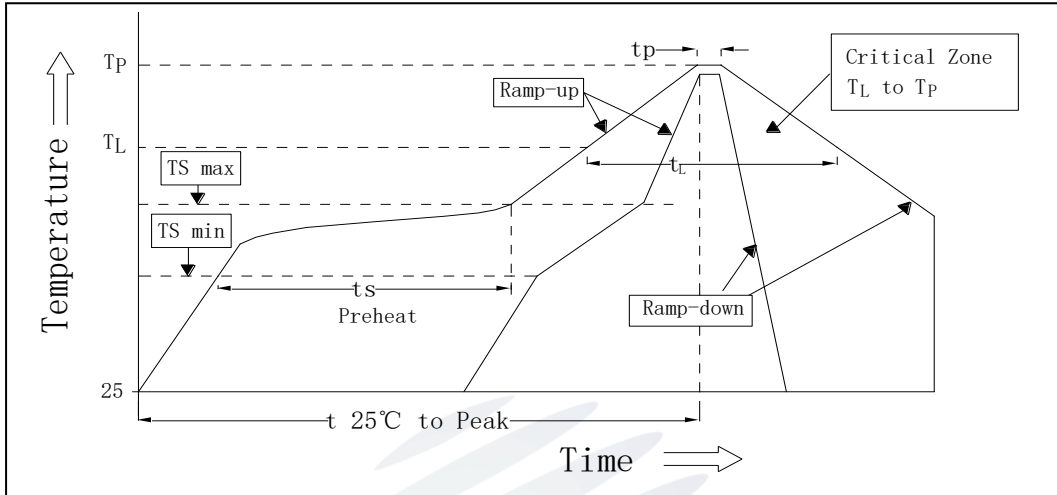 tp
TP
Critical Zone
TL to TP
Ramp-up
TL
TS max
tL
TS min
ts
Preheat
Ramp-down
25
t 25℃ to Peak
Time
Temperature